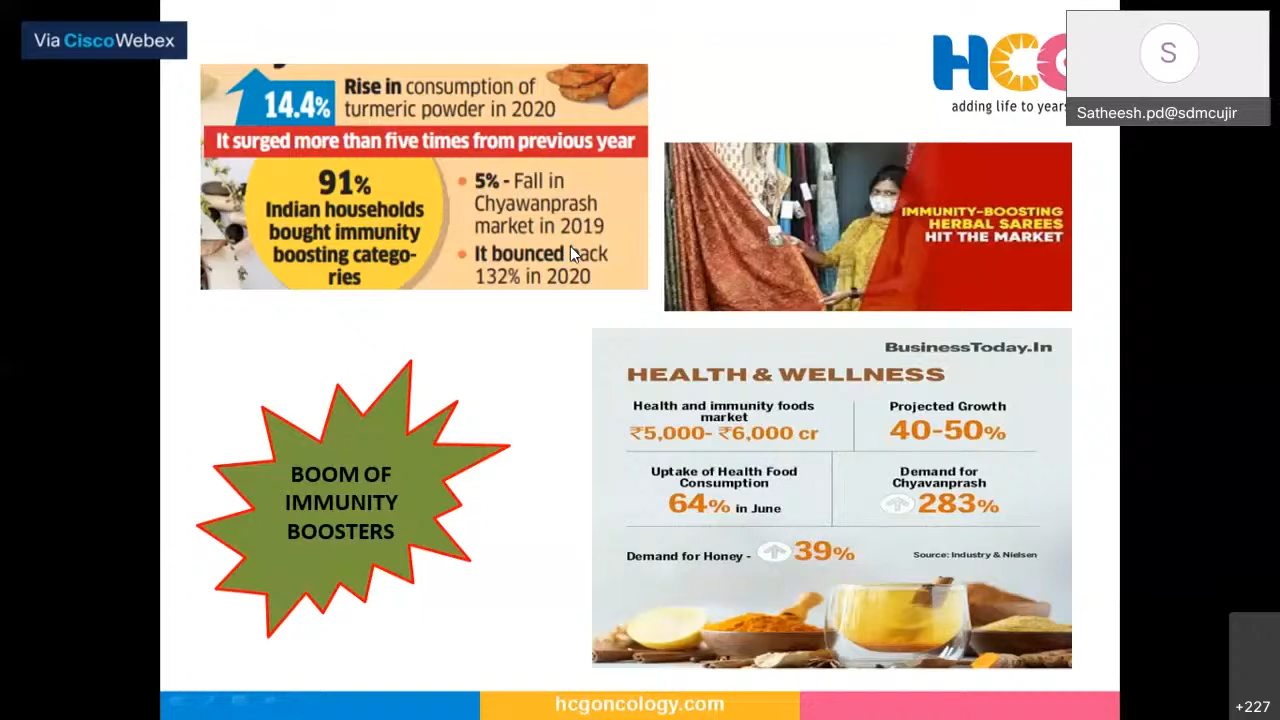 Via CiscoWebex
S
Satheesh.pd@sdmcujir
adding life to years
14.4%
Rise in consumption of
turmeric powder in 2020
It surged more than five times from previous year
91%
Indian households
bought immunity
boosting catego-
ries
5% - Fall in
Chyawanprash
market in 2019
It bounced back
132% in 2020
IMMUNITY-BOOSTING
HERBAL SAREES
HIT THE MARKET
BOOM OF
IMMUNITY
BOOSTERS
BusinessToday.In
HEALTH & WELLNESS
Health and immunity foods
market
₹5,000- ₹6,000 cr
Projected Growth
40-50%
Uptake of Health Food
Consumption
64% in June
Demand for
Chyavanprash
283%
Demand for Honey - 39%
Source: Industry & Nielsen
hcgoncology.com
+227